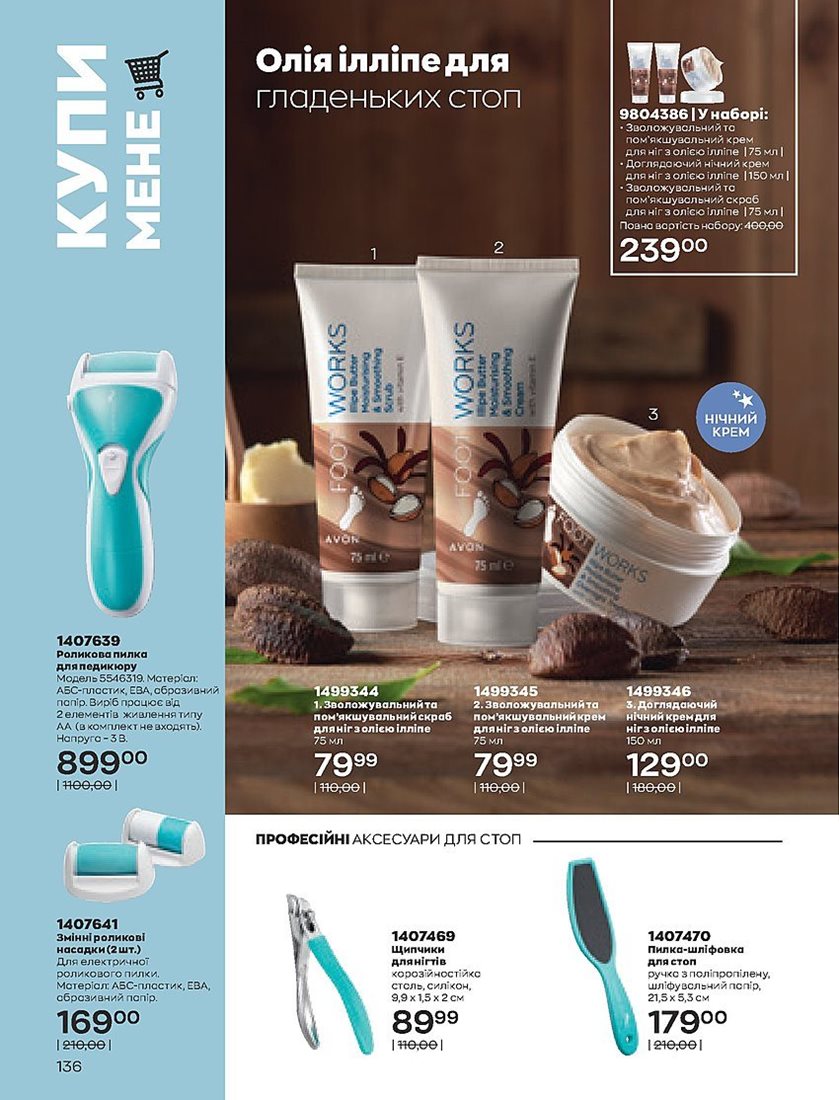 КУПИ
МЕНЕ
Олія ілліпе для
гладеньких стоп
9804386 | У наборі:
• Зволожувальний та
пом'якшувальний крем
для ніг з олією ілліпе | 75 мл |
• Доглядаючий нічний крем
для ніг з олією ілліпе | 150 мл |
• Зволожувальний та
пом'якшувальний скраб
для ніг з олією ілліпе | 75 мл |
Повна вартість набору: 400,00
239 00
1
2
3
НІЧНИЙ
КРЕМ
FOOT WORKS
Illipe Butter
Moisturising
& Smoothing
Scrub
with vitamin E
AVON
75 ml e
FOOT WORKS
Illipe Butter
Moisturising
& Smoothing
Cream
with vitamin E
AVON
75 ml e
FOOT WORKS
1407639
Роликова пилка
для педикюру
Модель 5546319. Матеріал:
АБС-пластик, ЕВА, абразивний
папір. Виріб працює від
2 елементів живлення типу
АА (в комплект не входять).
Напруга – 3 В.
899 00
| 1100,00 |
1499344
1. Зволожувальний та
пом'якшувальний скраб
для ніг з олією ілліпе
75 мл
79 99
| 110,00 |
1499345
2. Зволожувальний та
пом'якшувальний крем
для ніг з олією ілліпе
75 мл
79 99
| 110,00 |
1499346
3. Доглядаючий
нічний крем для
ніг з олією ілліпе
150 мл
129 00
| 180,00 |
1407641
Змінні роликові
насадки (2 шт.)
Для електричної
роликового пилки.
Матеріал: АБС-пластик, ЕВА,
абразивний папір.
169 00
| 210,00 |
ПРОФЕСІЙНІ АКСЕСУАРИ ДЛЯ СТОП
1407469
Щипчики
для нігтів
корозійностійка
сталь, силікон,
9,9 х 1,5 х 2 см
89 99
| 110,00 |
1407470
Пилка-шліфовка
для стоп
ручка з поліпропілену,
шліфувальний папір,
21,5 х 5,3 см
179 00
| 210,00 |
136